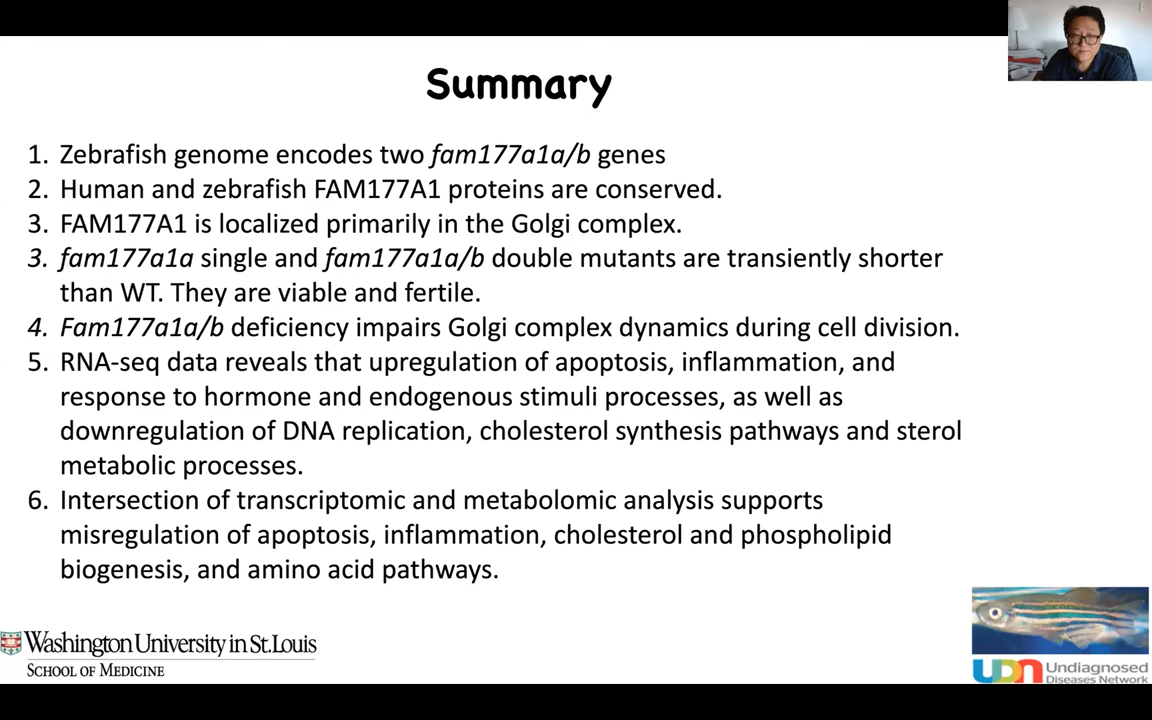 Summary
1. Zebrafish genome encodes two fam177a1a/b genes
2. Human and zebrafish FAM177A1 proteins are conserved.
3. FAM177A1 is localized primarily in the Golgi complex.
3. fam177a1a single and fam177a1a/b double mutants are transiently shorter
than WT. They are viable and fertile.
4. Fam177a1a/b deficiency impairs Golgi complex dynamics during cell division.
5. RNA-seq data reveals that upregulation of apoptosis, inflammation, and
response to hormone and endogenous stimuli processes, as well as
downregulation of DNA replication, cholesterol synthesis pathways and sterol
metabolic processes.
6. Intersection of transcriptomic and metabolomic analysis supports
misregulation of apoptosis, inflammation, cholesterol and phospholipid
biogenesis, and amino acid pathways.
Washington University in St. Louis
SCHOOL OF MEDICINE
UDN Undiagnosed
Diseases Network